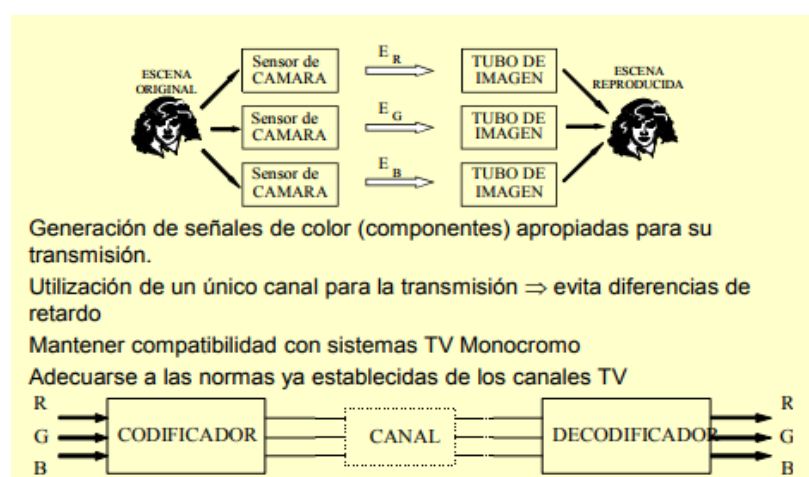 ESCENA
ORIGINAL
Sensor de
CAMARA
E R
TUBO DE
IMAGEN
ESCENA
REPRODUCIDA
Sensor de
CAMARA
E G
TUBO DE
IMAGEN
Sensor de
CAMARA
E B
TUBO DE
IMAGEN
Generación de señales de color (componentes) apropiadas para su
transmisión.
Utilización de un único canal para la transmisión ⇒ evita diferencias de
retardo
Mantener compatibilidad con sistemas TV Monocromo
Adecuarse a las normas ya establecidas de los canales TV
R R
G CODIFICADOR CANAL DECODIFICADOR G
B B